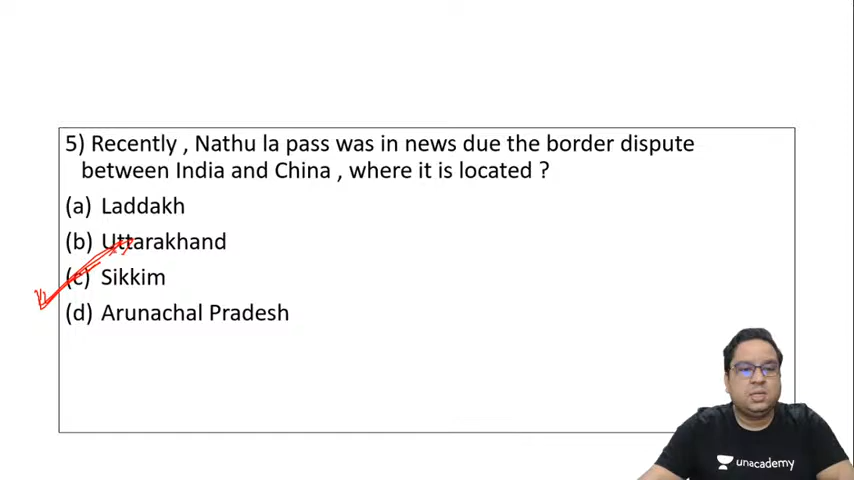 5) Recently , Nathu la pass was in news due the border dispute
between India and China , where it is located ?
(a) Laddakh
(b) Uttarakhand
(c) Sikkim
(d) Arunachal Pradesh
unacademy